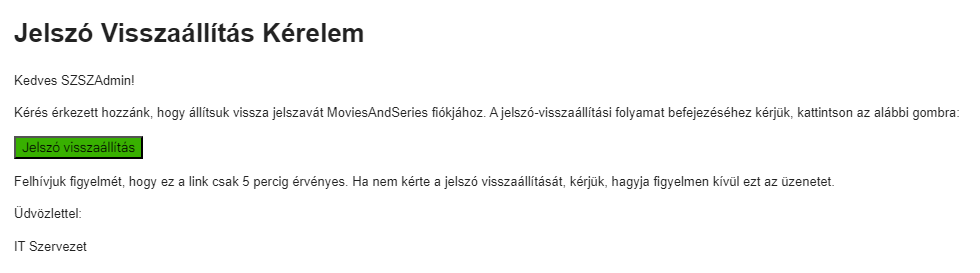 Jelszó Visszaállítás Kérelem
Kedves SZSZAdmin!
Kérés érkezett hozzánk, hogy állítsuk vissza jelszavát MoviesAndSeries fiókjához. A jelszó-visszaállítási folyamat befejezéséhez kérjük, kattintson az alábbi gombra:
Jelszó visszaállítás
Felhívjuk figyelmét, hogy ez a link csak 5 percig érvényes. Ha nem kérte a jelszó visszaállítását, kérjük, hagyja figyelmen kívül ezt az üzenetet.
Üdvözlettel:
IT Szervezet